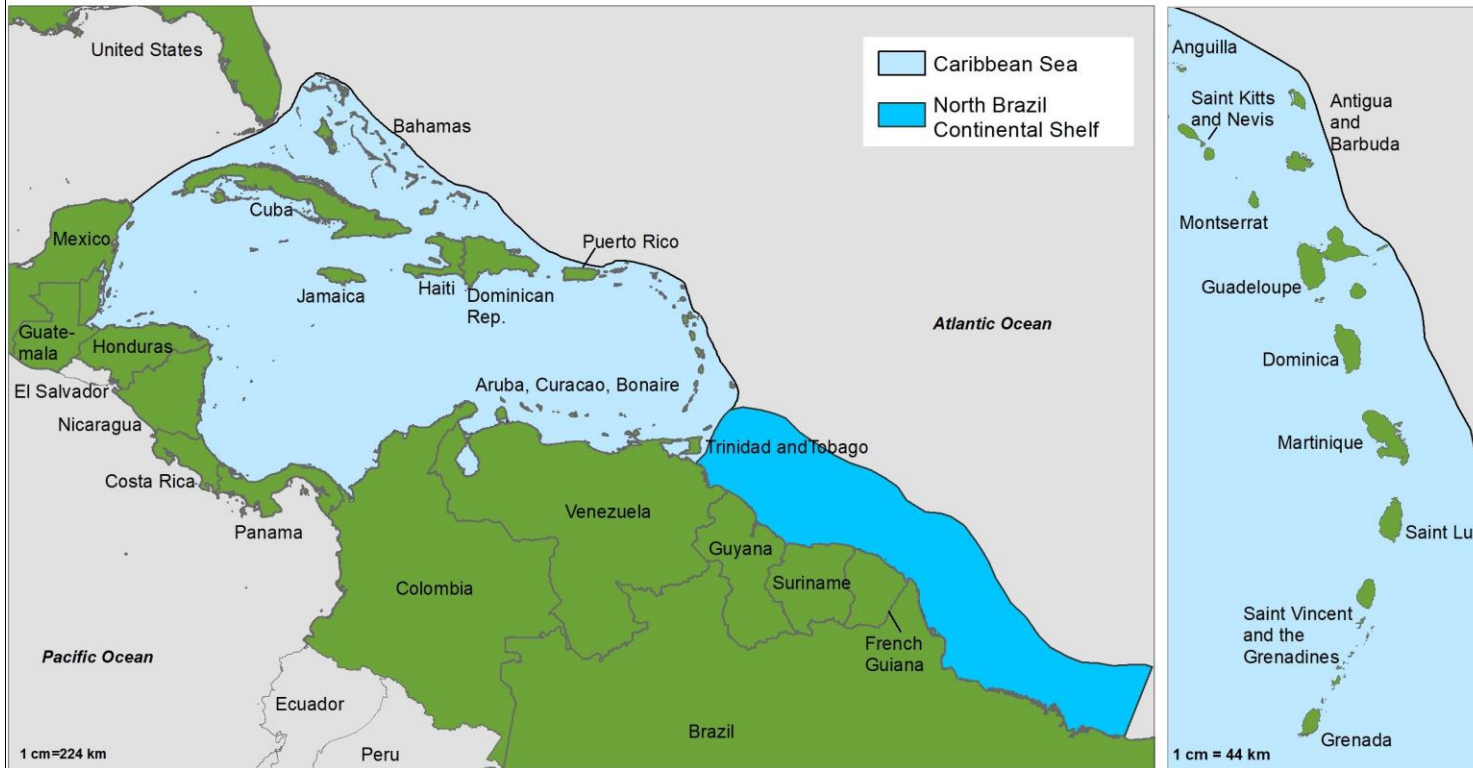 United States
Bahamas
Caribbean Sea
North Brazil
Continental Shelf
Cuba
Mexico
Puerto Rico
Jamaica
Haiti
Dominican
Rep.
Atlantic Ocean
Guate-
mala
Honduras
El Salvador
Aruba, Curacao, Bonaire
Nicaragua
Trinidad andTobago
Costa Rica
Panama
Venezuela
Guyana
Colombia
Suriname
French
Guiana
Pacific Ocean
Ecuador
Brazil
Peru
1 cm=224 km
Anguilla
Saint Kitts
and Nevis
Antigua
and
Barbuda
Montserrat
Guadeloupe
Dominica
Martinique
Saint Lu
Saint Vincent
and the
Grenadines
Grenada
1 cm = 44 km